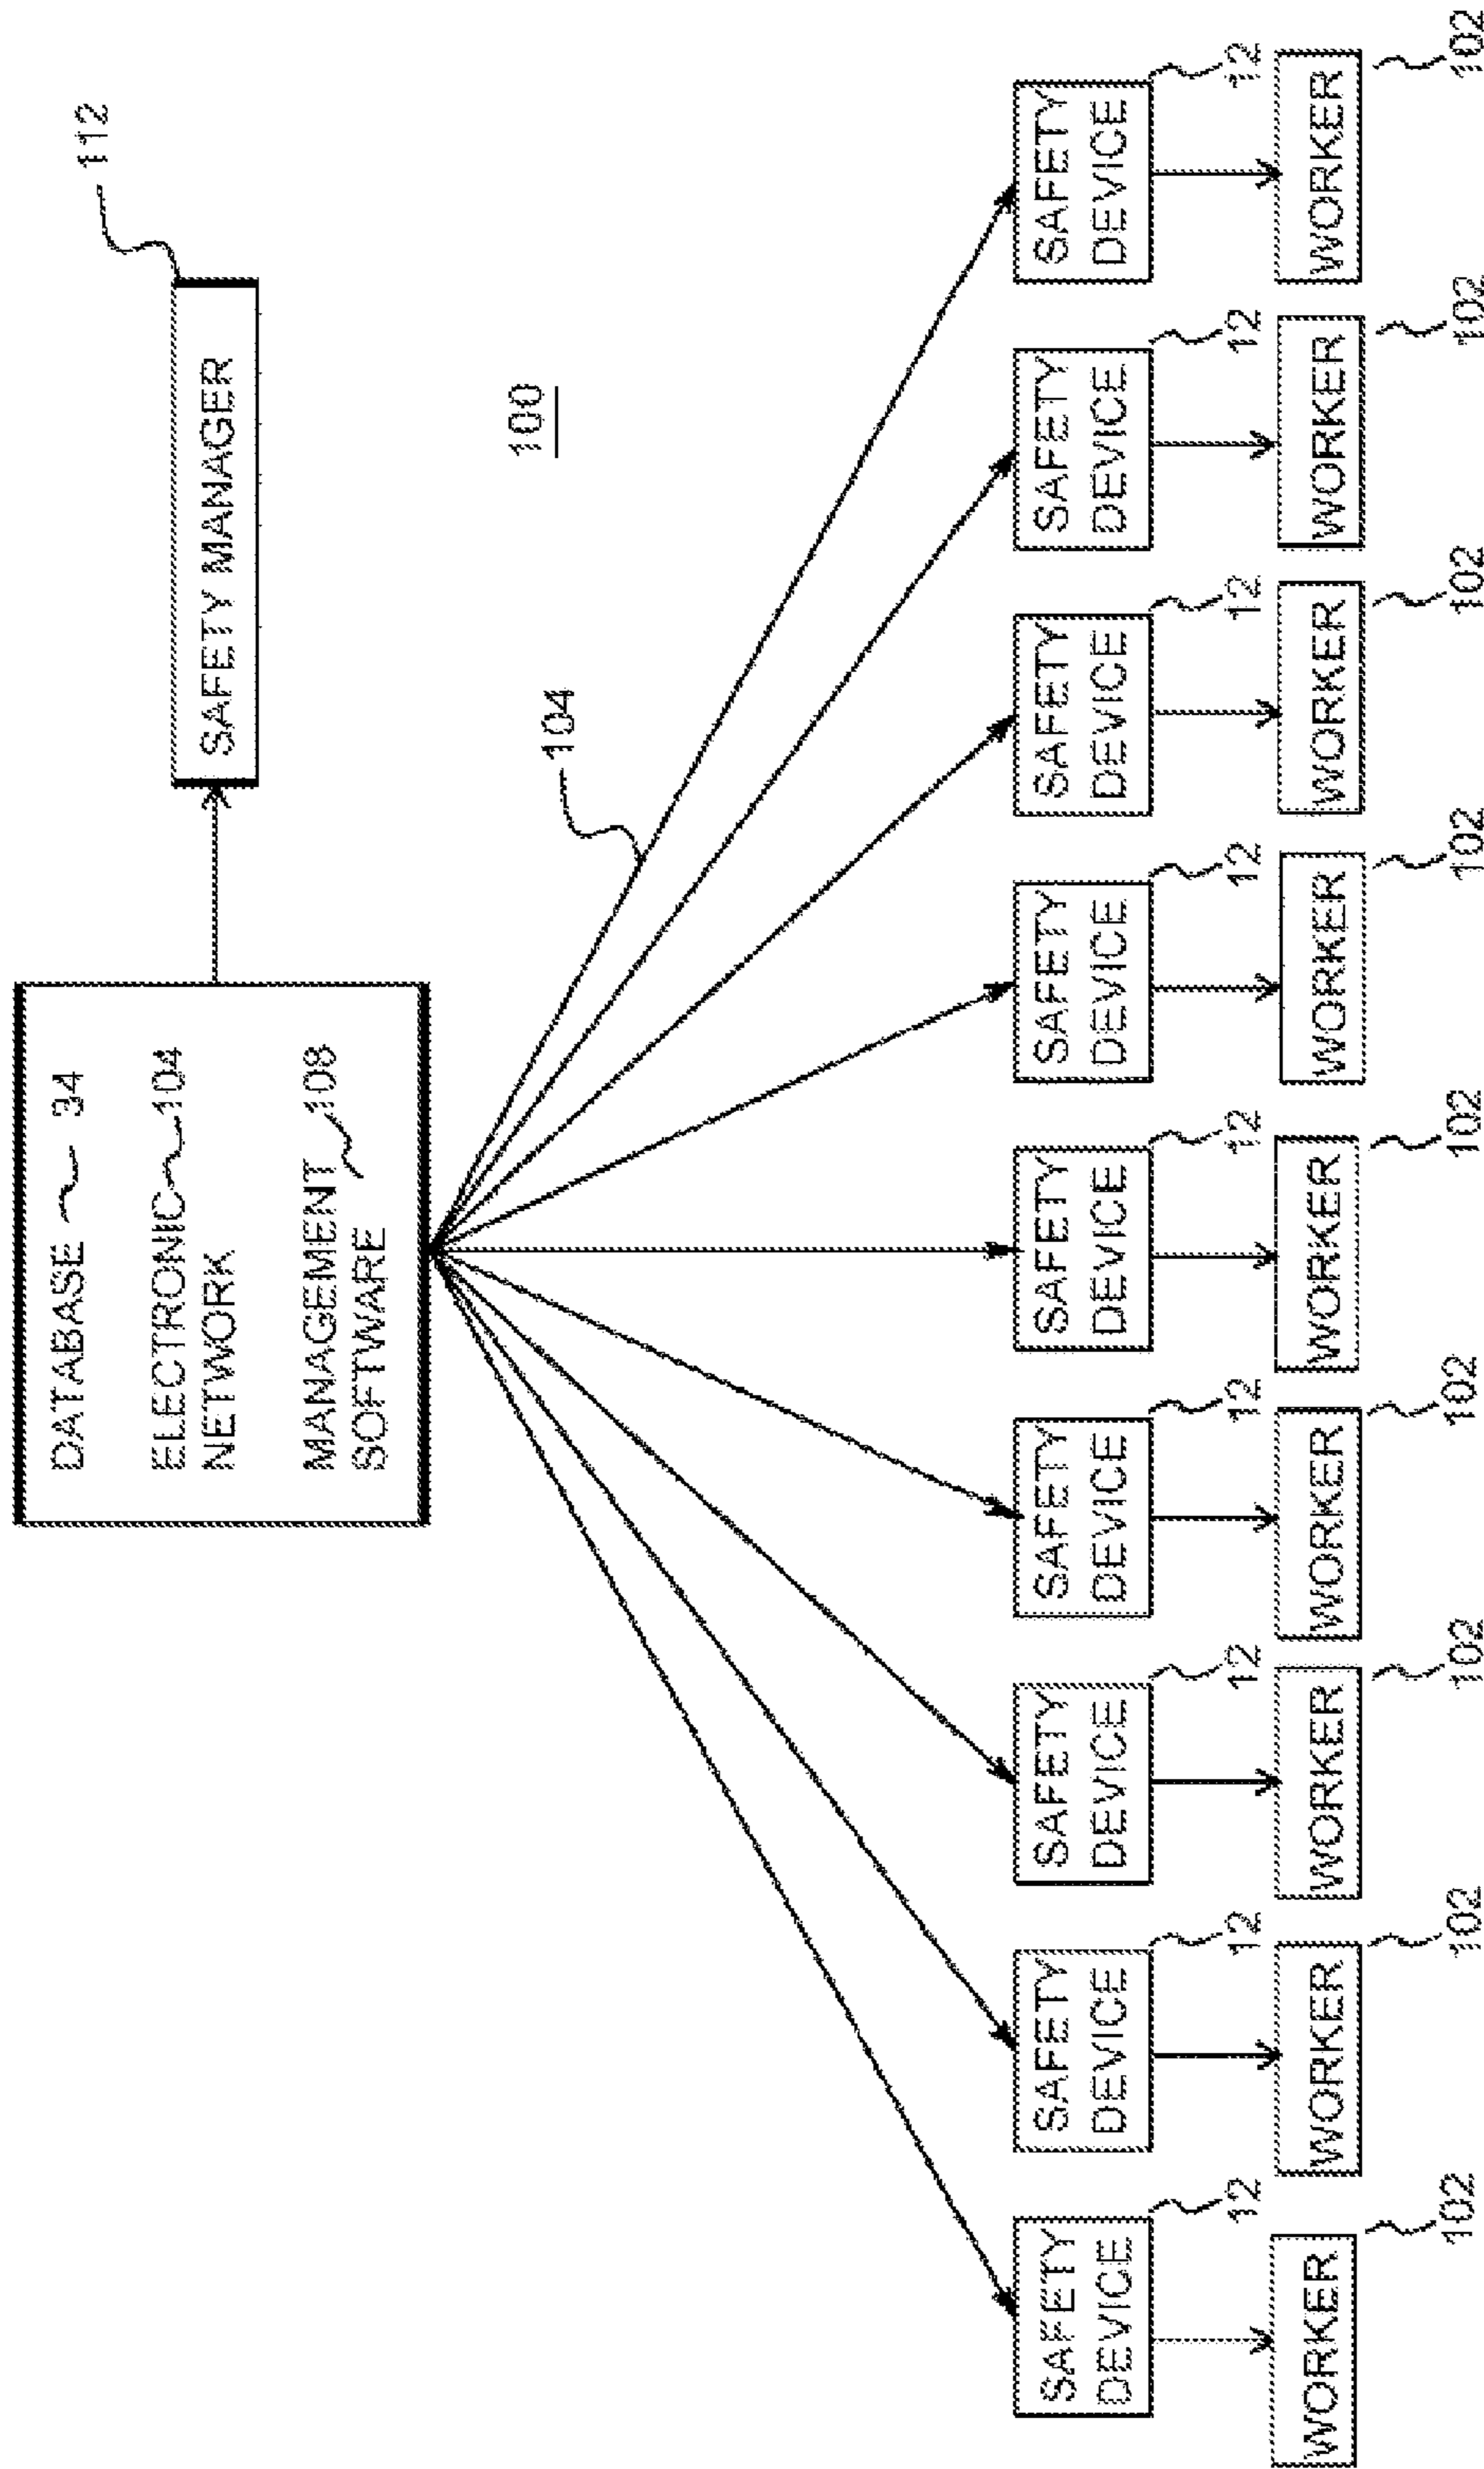 DATABASE 34
ELECTRONIC 104
NETWORK
MANAGEMENT 108
SOFTWARE
SAFETY MANAGER
112
100
104
SAFETY
DEVICE
12
SAFETY
DEVICE
12
SAFETY
DEVICE
12
SAFETY
DEVICE
12
SAFETY
DEVICE
12
SAFETY
DEVICE
12
SAFETY
DEVICE
12
SAFETY
DEVICE
12
SAFETY
DEVICE
12
WORKER
102
WORKER
102
WORKER
102
WORKER
102
WORKER
102
WORKER
102
WORKER
102
WORKER
102
WORKER
102